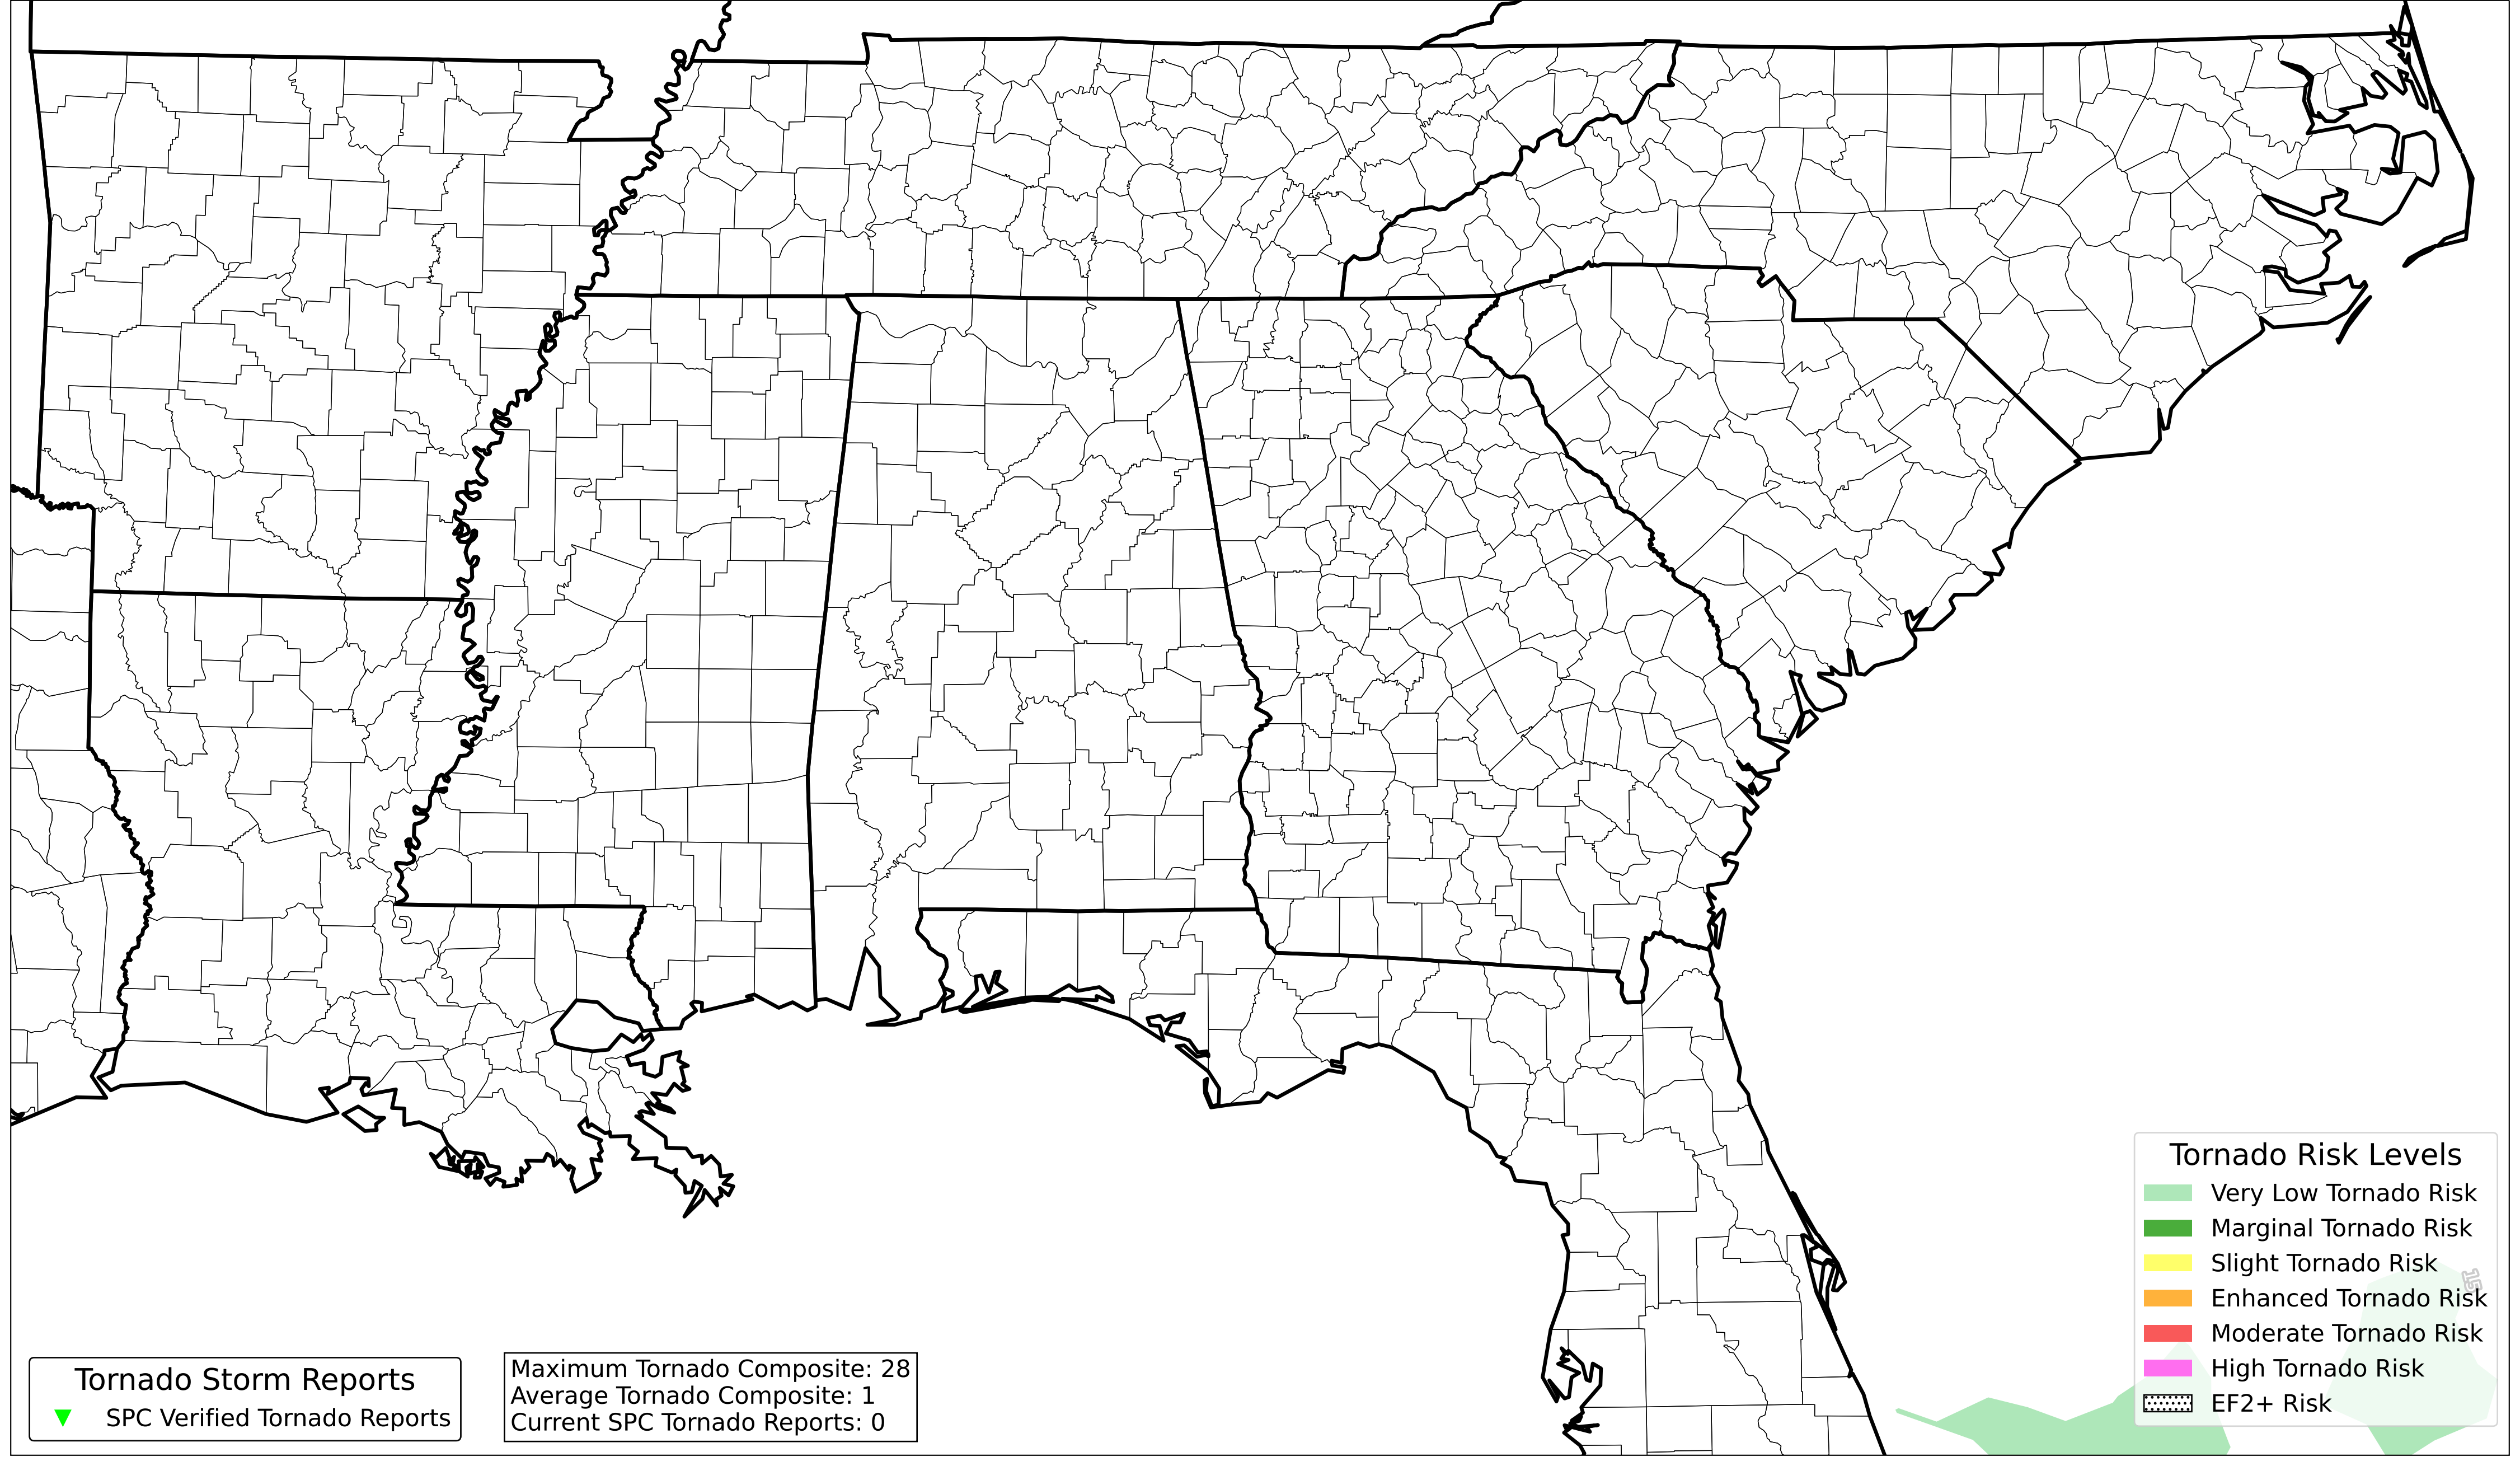 Tornado Risk Levels
Very Low Tornado Risk
Marginal Tornado Risk
Slight Tornado Risk
15
Enhanced Tornado Risk
Moderate Tornado Risk
High Tornado Risk
EF2+ Risk
Tornado Storm Reports
SPC Verified Tornado Reports
Maximum Tornado Composite: 28
Average Tornado Composite: 1
Current SPC Tornado Reports: 0